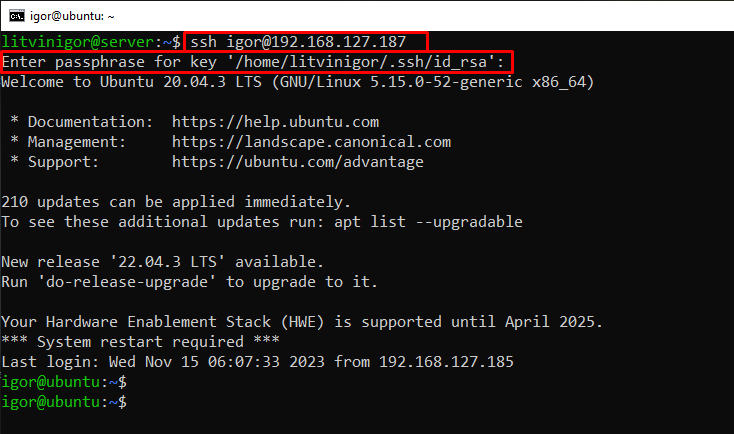 igor@ubuntu: ~
litvinigor@server:~$ ssh igor@192.168.127.187
Enter passphrase for key '/home/litvinigor/.ssh/id_rsa':
Welcome to Ubuntu 20.04.3 LTS (GNU/Linux 5.15.0-52-generic x86_64)
* Documentation:  https://help.ubuntu.com
* Management:     https://landscape.canonical.com
* Support:        https://ubuntu.com/advantage
210 updates can be applied immediately.
To see these additional updates run: apt list --upgradable
New release '22.04.3 LTS' available.
Run 'do-release-upgrade' to upgrade to it.
Your Hardware Enablement Stack (HWE) is supported until April 2025.
*** System restart required ***
Last login: Wed Nov 15 06:07:33 2023 from 192.168.127.185
igor@ubuntu:~$
igor@ubuntu:~$